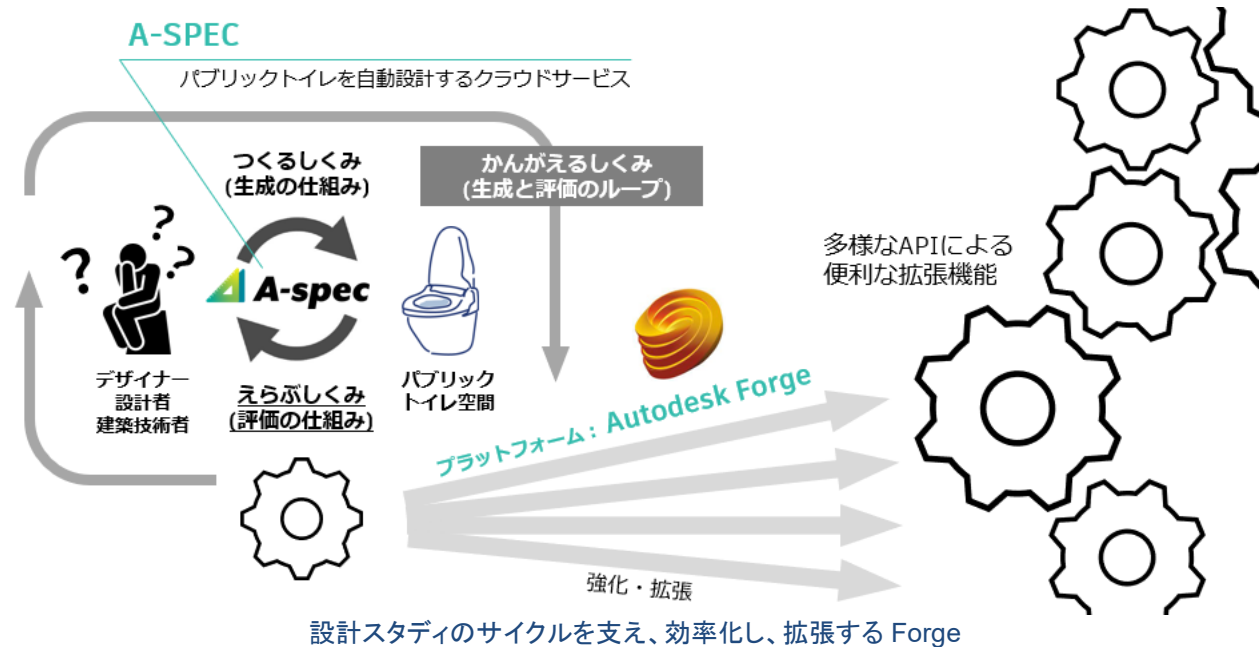 A-SPEC
パブリックトイレを自動設計するクラウドサービス
つくるしくみ
(生成の仕組み)
かんがえるしくみ
(生成と評価のループ)
?
?
?
A-spec
デザイナー
設計者
建築技術者
えらぶしくみ
(評価の仕組み)
パブリック
トイレ空間
多様なAPIによる
便利な拡張機能
プラットフォーム：Autodesk Forge
強化・拡張
設計スタディのサイクルを支え、効率化し、拡張する Forge